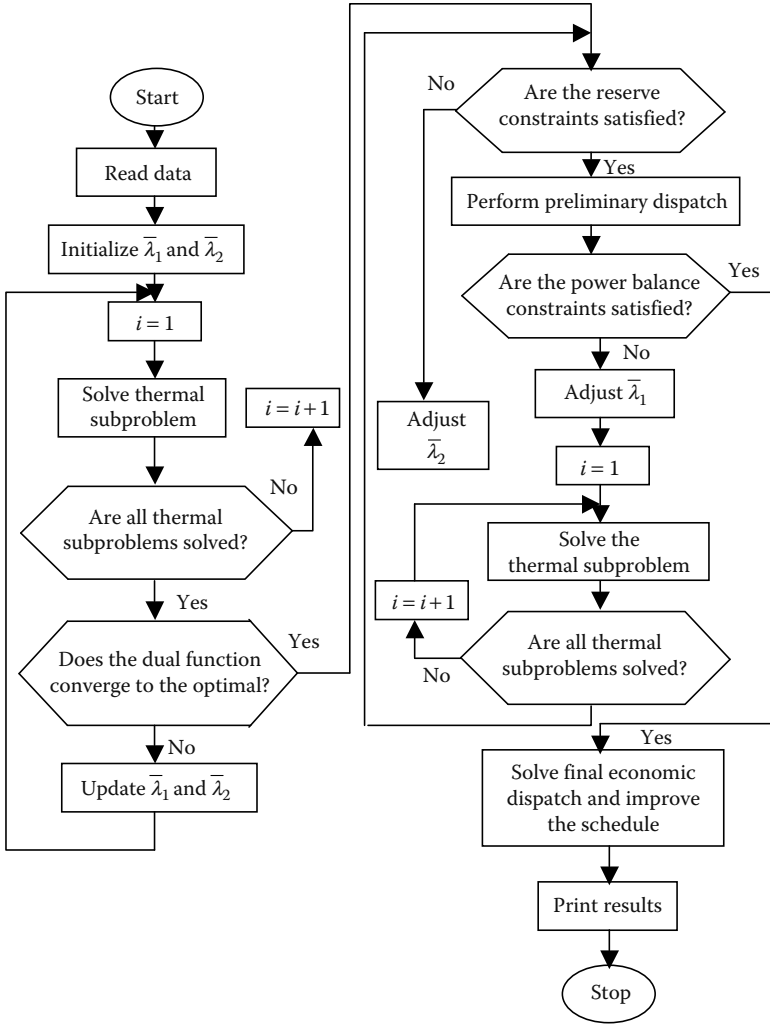 Start
Read data
Initialize λ̅₁ and λ̅₂
i = 1
Solve thermal
subproblem
i = i + 1
No
Are all thermal
subproblems solved?
Yes
Does the dual function
converge to the optimal?
Yes
No
Update λ̅₁ and λ̅₂
No
Are the reserve
constraints satisfied?
Yes
Perform preliminary dispatch
Are the power balance
constraints satisfied?
Yes
No
Adjust
λ̅₂
Adjust λ̅₁
i = 1
Solve the
thermal subproblem
i = i + 1
No
Are all thermal
subproblems solved?
Yes
Solve final economic
dispatch and improve
the schedule
Print results
Stop